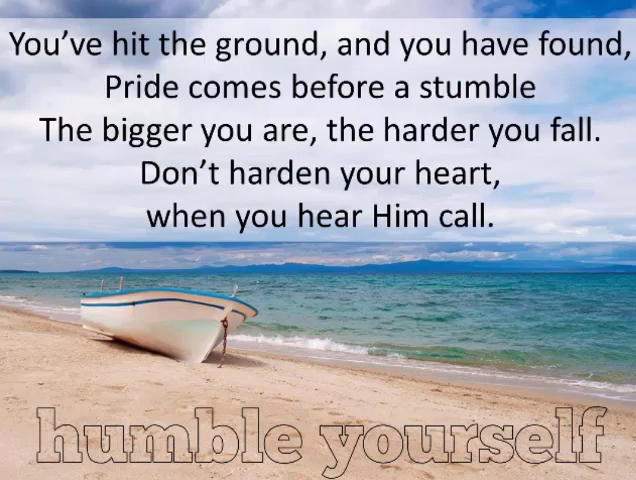 You’ve hit the ground, and you have found,
Pride comes before a stumble
The bigger you are, the harder you fall.
Don’t harden your heart,
when you hear Him call.
humble yourself